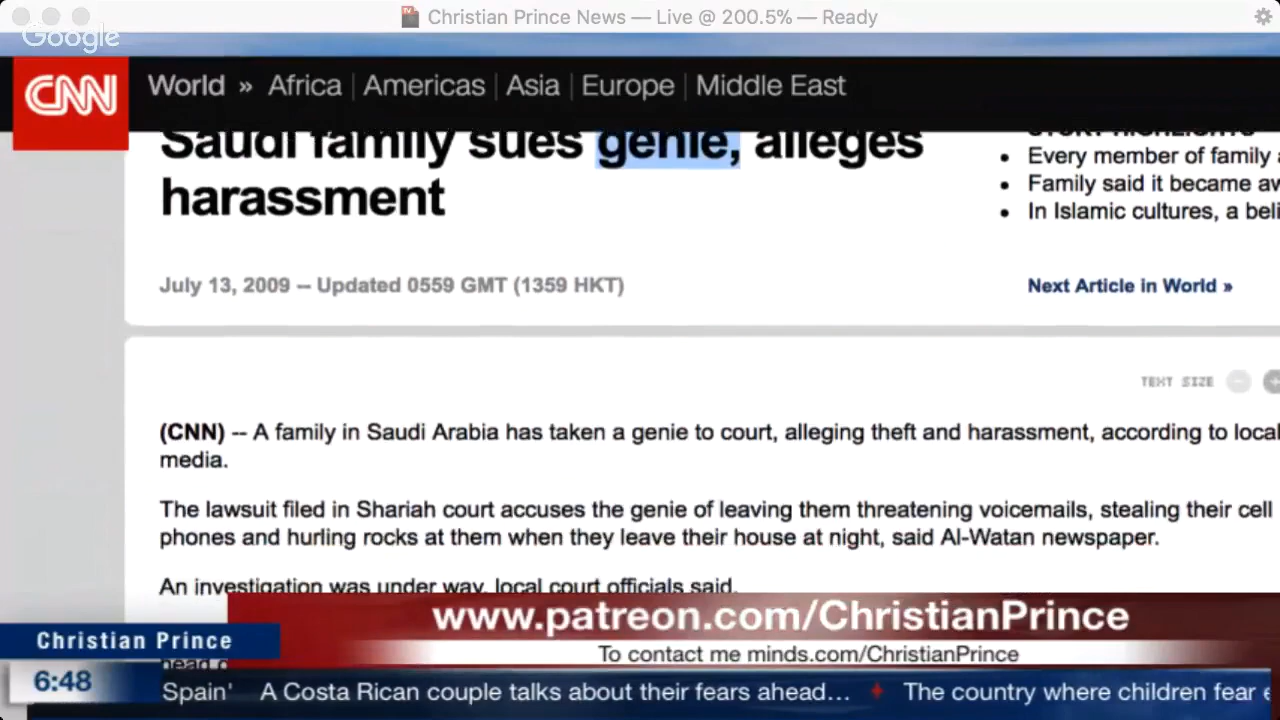 Christian Prince News — Live @ 200.5% — Ready
Google
CNN
World » Africa | Americas | Asia | Europe | Middle East
Saudi family sues genie, alleges
harassment
STORY HIGHLIGHTS
Every member of family
Family said it became
In Islamic cultures, a
July 13, 2009 -- Updated 0559 GMT (1359 HKT)
Next Article in World »
TEXT SIZE
(CNN) -- A family in Saudi Arabia has taken a genie to court, alleging theft and harassment, according to local
media.
The lawsuit filed in Shariah court accuses the genie of leaving them threatening voicemails, stealing their cell
phones and hurling rocks at them when they leave their house at night, said Al-Watan newspaper.
An investigation was under way, local court officials said.
www.patreon.com/ChristianPrince
Christian Prince
To contact me minds.com/ChristianPrince
6:48
Spain' A Costa Rican couple talks about their fears ahead... The country where children fear